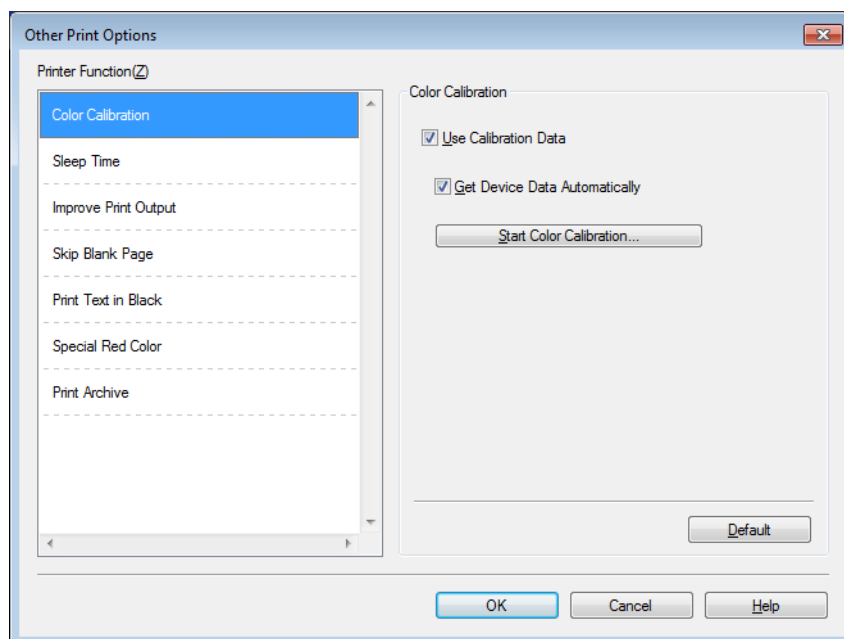 Other Print Options
Printer Function(Z)
Color Calibration
Sleep Time
Improve Print Output
Skip Blank Page
Print Text in Black
Special Red Color
Print Archive
Color Calibration
Use Calibration Data
Get Device Data Automatically
Start Color Calibration...
Default
OK Cancel Help